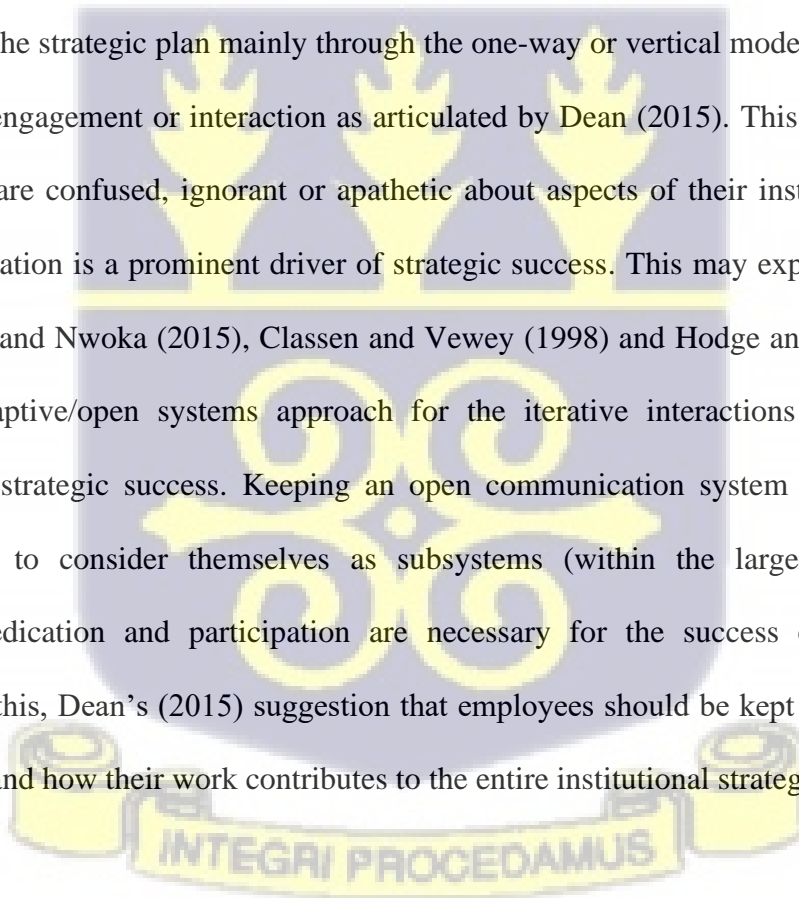 he strategic plan mainly through the one-way or vertical mode
engagement or interaction as articulated by Dean (2015). This
are confused, ignorant or apathetic about aspects of their inst
ation is a prominent driver of strategic success. This may exp
and Nwoka (2015), Classen and Vewey (1998) and Hodge an
aptive/open systems approach for the iterative interactions
strategic success. Keeping an open communication system
to consider themselves as subsystems (within the large
edication and participation are necessary for the success
this, Dean’s (2015) suggestion that employees should be kept
and how their work contributes to the entire institutional strateg
INTEGRI PROCEDAMUS